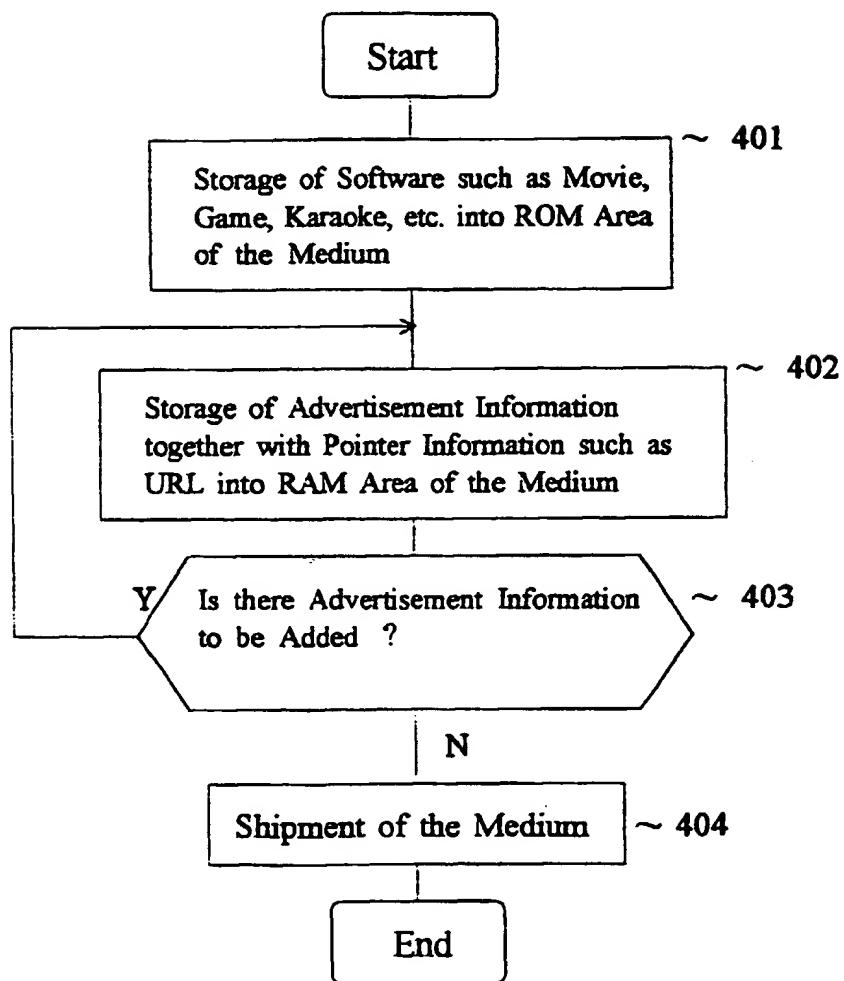 Start
~ 401
Storage of Software such as Movie,
Game, Karaoke, etc. into ROM Area
of the Medium
~ 402
Storage of Advertisement Information
together with Pointer Information such as
URL into RAM Area of the Medium
Y
Is there Advertisement Information
to be Added ?
~ 403
N
Shipment of the Medium
~ 404
End